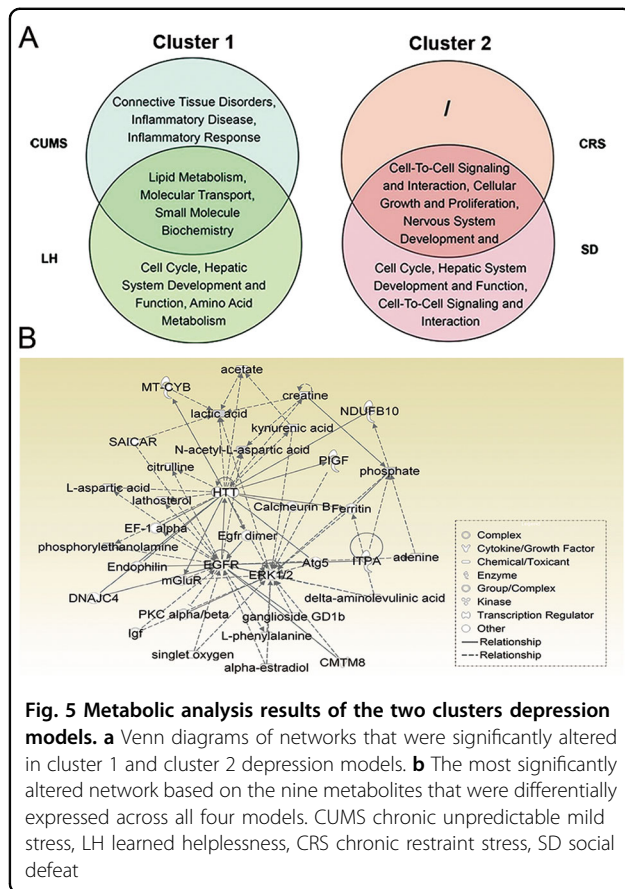 A
Cluster 1
Cluster 2
Connective Tissue Disorders,
Inflammatory Disease,
Inflammatory Response
CUMS
Lipid Metabolism,
Molecular Transport,
Small Molecule
Biochemistry
LH
Cell Cycle, Hepatic
System Development and
Function, Amino Acid
Metabolism
/
CRS
Cell-To-Cell Signaling
and Interaction, Cellular
Growth and Proliferation,
Nervous System
Development and
SD
Cell Cycle, Hepatic System
Development and Function,
Cell-To-Cell Signaling and
Interaction
B
acetate
MT-CYB
creatine
lactic acid
NDUFB10
kynurenic acid
SAICAR
N-acetyl-L-aspartic acid
PIGF
citrulline
phosphate
L-aspartic acid
HTT
lathosterol
Calcineurin B
Ferritin
EF-1 alpha
Egfr dimer
phosphorylethanolamine
Endophilin
EGFR
Atg5
ITPA
adenine
mGluR
ERK1/2
DNAJC4
delta-aminolevulinic acid
PKC alpha/beta
ganglioside GD1b
Igf
L-phenylalanine
singlet oxygen
CMTM8
alpha-estradiol
Complex
Cytokine/Growth Factor
Chemical/Toxicant
Enzyme
Group/Complex
Kinase
Transcription Regulator
Other
Relationship
Relationship
Fig. 5 Metabolic analysis results of the two clusters depression
models. a Venn diagrams of networks that were significantly altered
in cluster 1 and cluster 2 depression models. b The most significantly
altered network based on the nine metabolites that were differentially
expressed across all four models. CUMS chronic unpredictable mild
stress, LH learned helplessness, CRS chronic restraint stress, SD social
defeat